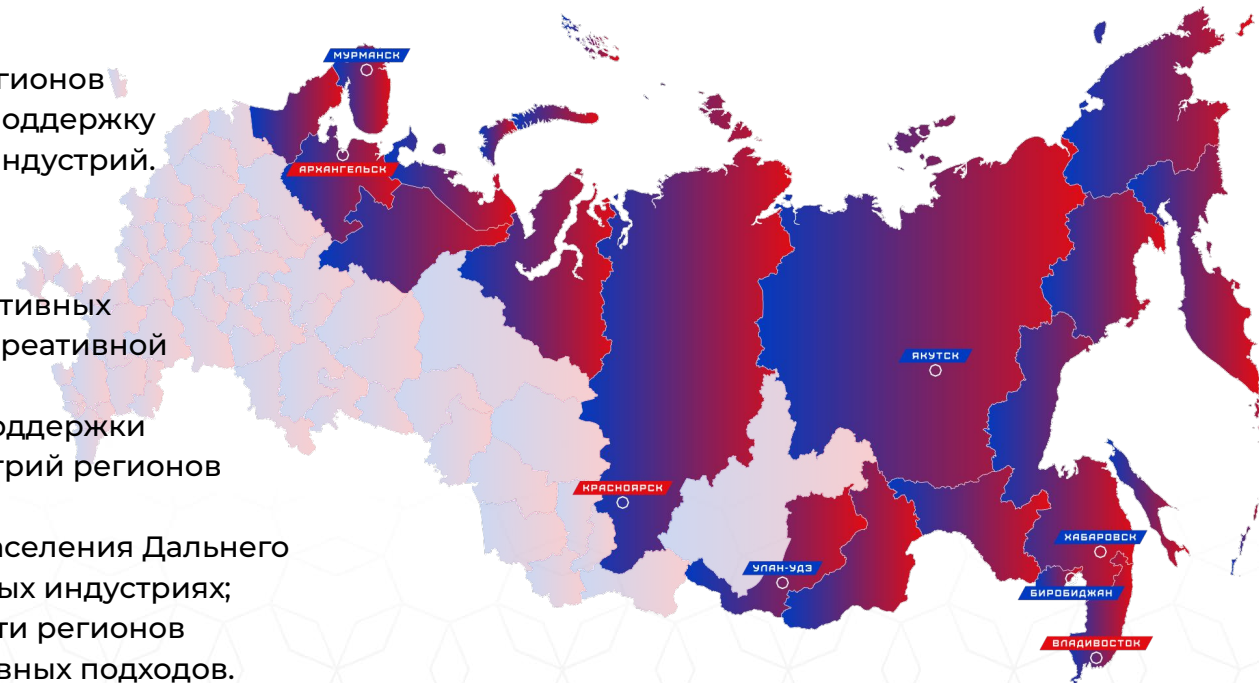 гионов
оддержку
ндустрий.
тивных
реативной
оддержки
трий регионов
аселения Дальнего
ых индустриях;
ти регионов
вных подходов.
МУРМАНСК
АРХАНГЕЛЬСК
ЯКУТСК
КРАСНОЯРСК
УЛАН-УДЭ
ХАБАРОВСК
БИРОБИДЖАН
ВЛАДИВОСТОК